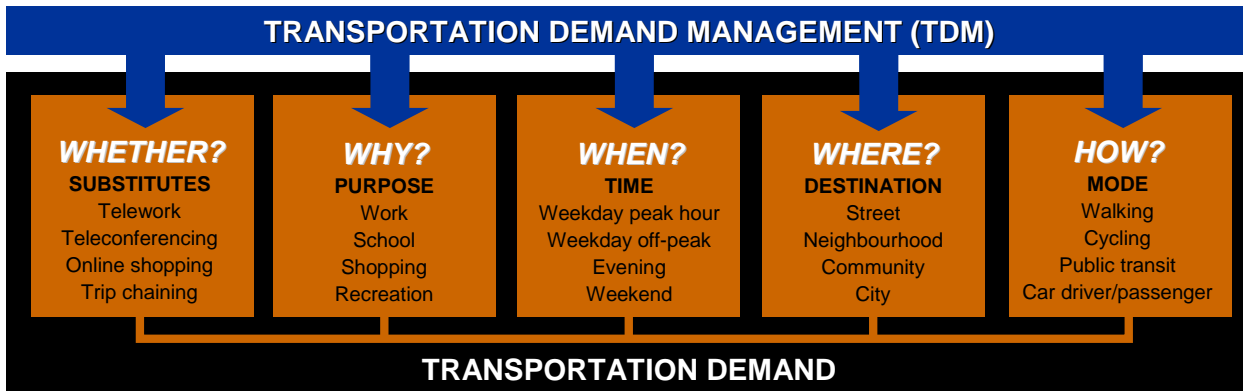 TRANSPORTATION DEMAND MANAGEMENT (TDM)
WHETHER?
SUBSTITUTES
Telework
Teleconferencing
Online shopping
Trip chaining
WHY?
PURPOSE
Work
School
Shopping
Recreation
WHEN?
TIME
Weekday peak hour
Weekday off-peak
Evening
Weekend
WHERE?
DESTINATION
Street
Neighbourhood
Community
City
HOW?
MODE
Walking
Cycling
Public transit
Car driver/passenger
TRANSPORTATION DEMAND